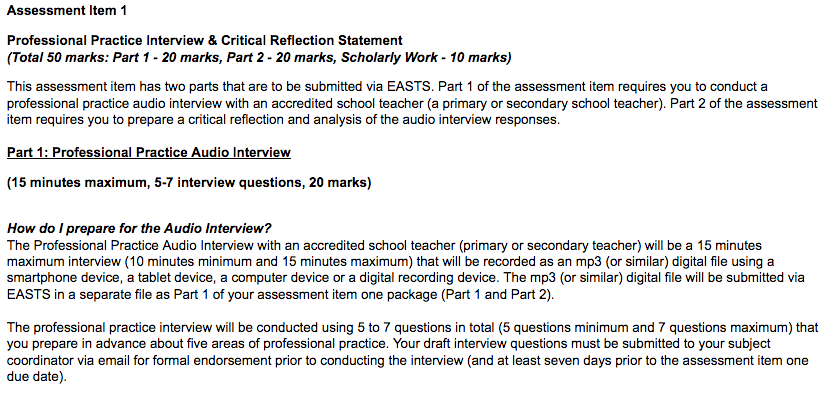 Assessment Item 1
Professional Practice Interview & Critical Reflection Statement
(Total 50 marks: Part 1 - 20 marks, Part 2 - 20 marks, Scholarly Work - 10 marks)
This assessment item has two parts that are to be submitted via EASTS. Part 1 of the assessment item requires you to conduct a
professional practice audio interview with an accredited school teacher (a primary or secondary school teacher). Part 2 of the assessment
item requires you to prepare a critical reflection and analysis of the audio interview responses.
Part 1: Professional Practice Audio Interview
(15 minutes maximum, 5-7 interview questions, 20 marks)
How do I prepare for the Audio Interview?
The Professional Practice Audio Interview with an accredited school teacher (primary or secondary teacher) will be a 15 minutes
maximum interview (10 minutes minimum and 15 minutes maximum) that will be recorded as an mp3 (or similar) digital file using a
smartphone device, a tablet device, a computer device or a digital recording device. The mp3 (or similar) digital file will be submitted via
EASTS in a separate file as Part 1 of your assessment item one package (Part 1 and Part 2).
The professional practice interview will be conducted using 5 to 7 questions in total (5 questions minimum and 7 questions maximum) that
you prepare in advance about five areas of professional practice. Your draft interview questions must be submitted to your subject
coordinator via email for formal endorsement prior to conducting the interview (and at least seven days prior to the assessment item one
due date).